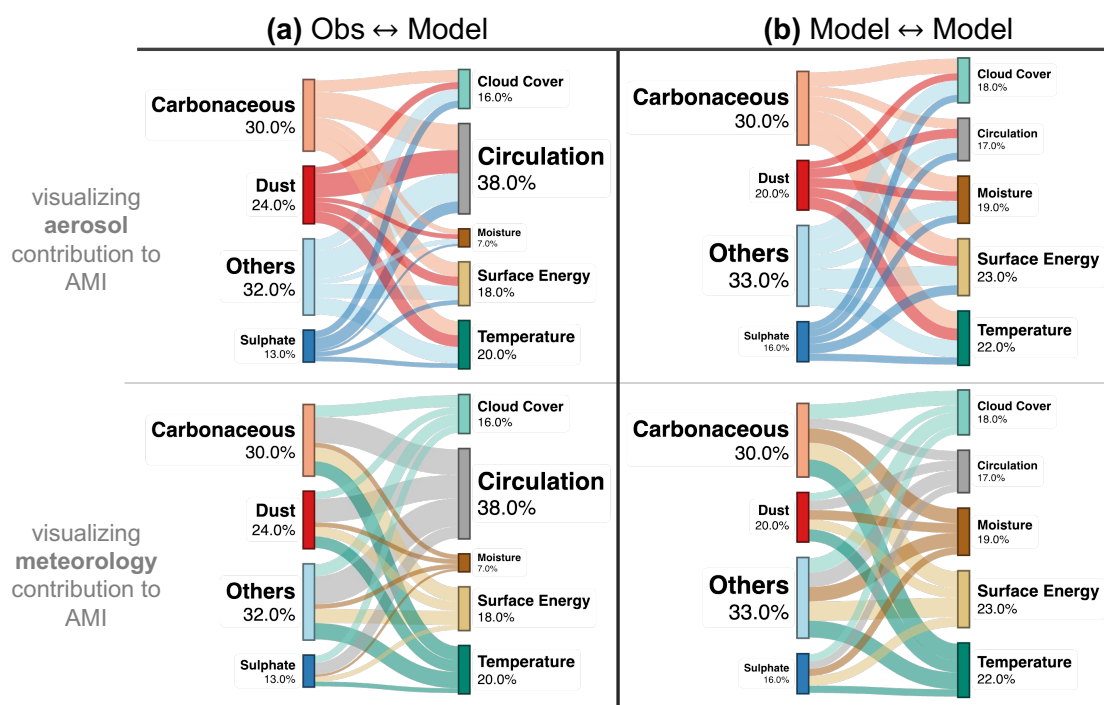 (a) Obs ↔ Model
(b) Model ↔ Model
visualizing
aerosol
contribution to
AMI
Carbonaceous
30.0%
Dust
24.0%
Others
32.0%
Sulphate
13.0%
Cloud Cover
16.0%
Circulation
38.0%
Moisture
7.0%
Surface Energy
18.0%
Temperature
20.0%
Carbonaceous
30.0%
Dust
20.0%
Others
33.0%
Sulphate
16.0%
Cloud Cover
18.0%
Circulation
17.0%
Moisture
19.0%
Surface Energy
23.0%
Temperature
22.0%
visualizing
meteorology
contribution to
AMI
Carbonaceous
30.0%
Dust
24.0%
Others
32.0%
Sulphate
13.0%
Cloud Cover
16.0%
Circulation
38.0%
Moisture
7.0%
Surface Energy
18.0%
Temperature
20.0%
Carbonaceous
30.0%
Dust
20.0%
Others
33.0%
Sulphate
16.0%
Cloud Cover
18.0%
Circulation
17.0%
Moisture
19.0%
Surface Energy
23.0%
Temperature
22.0%